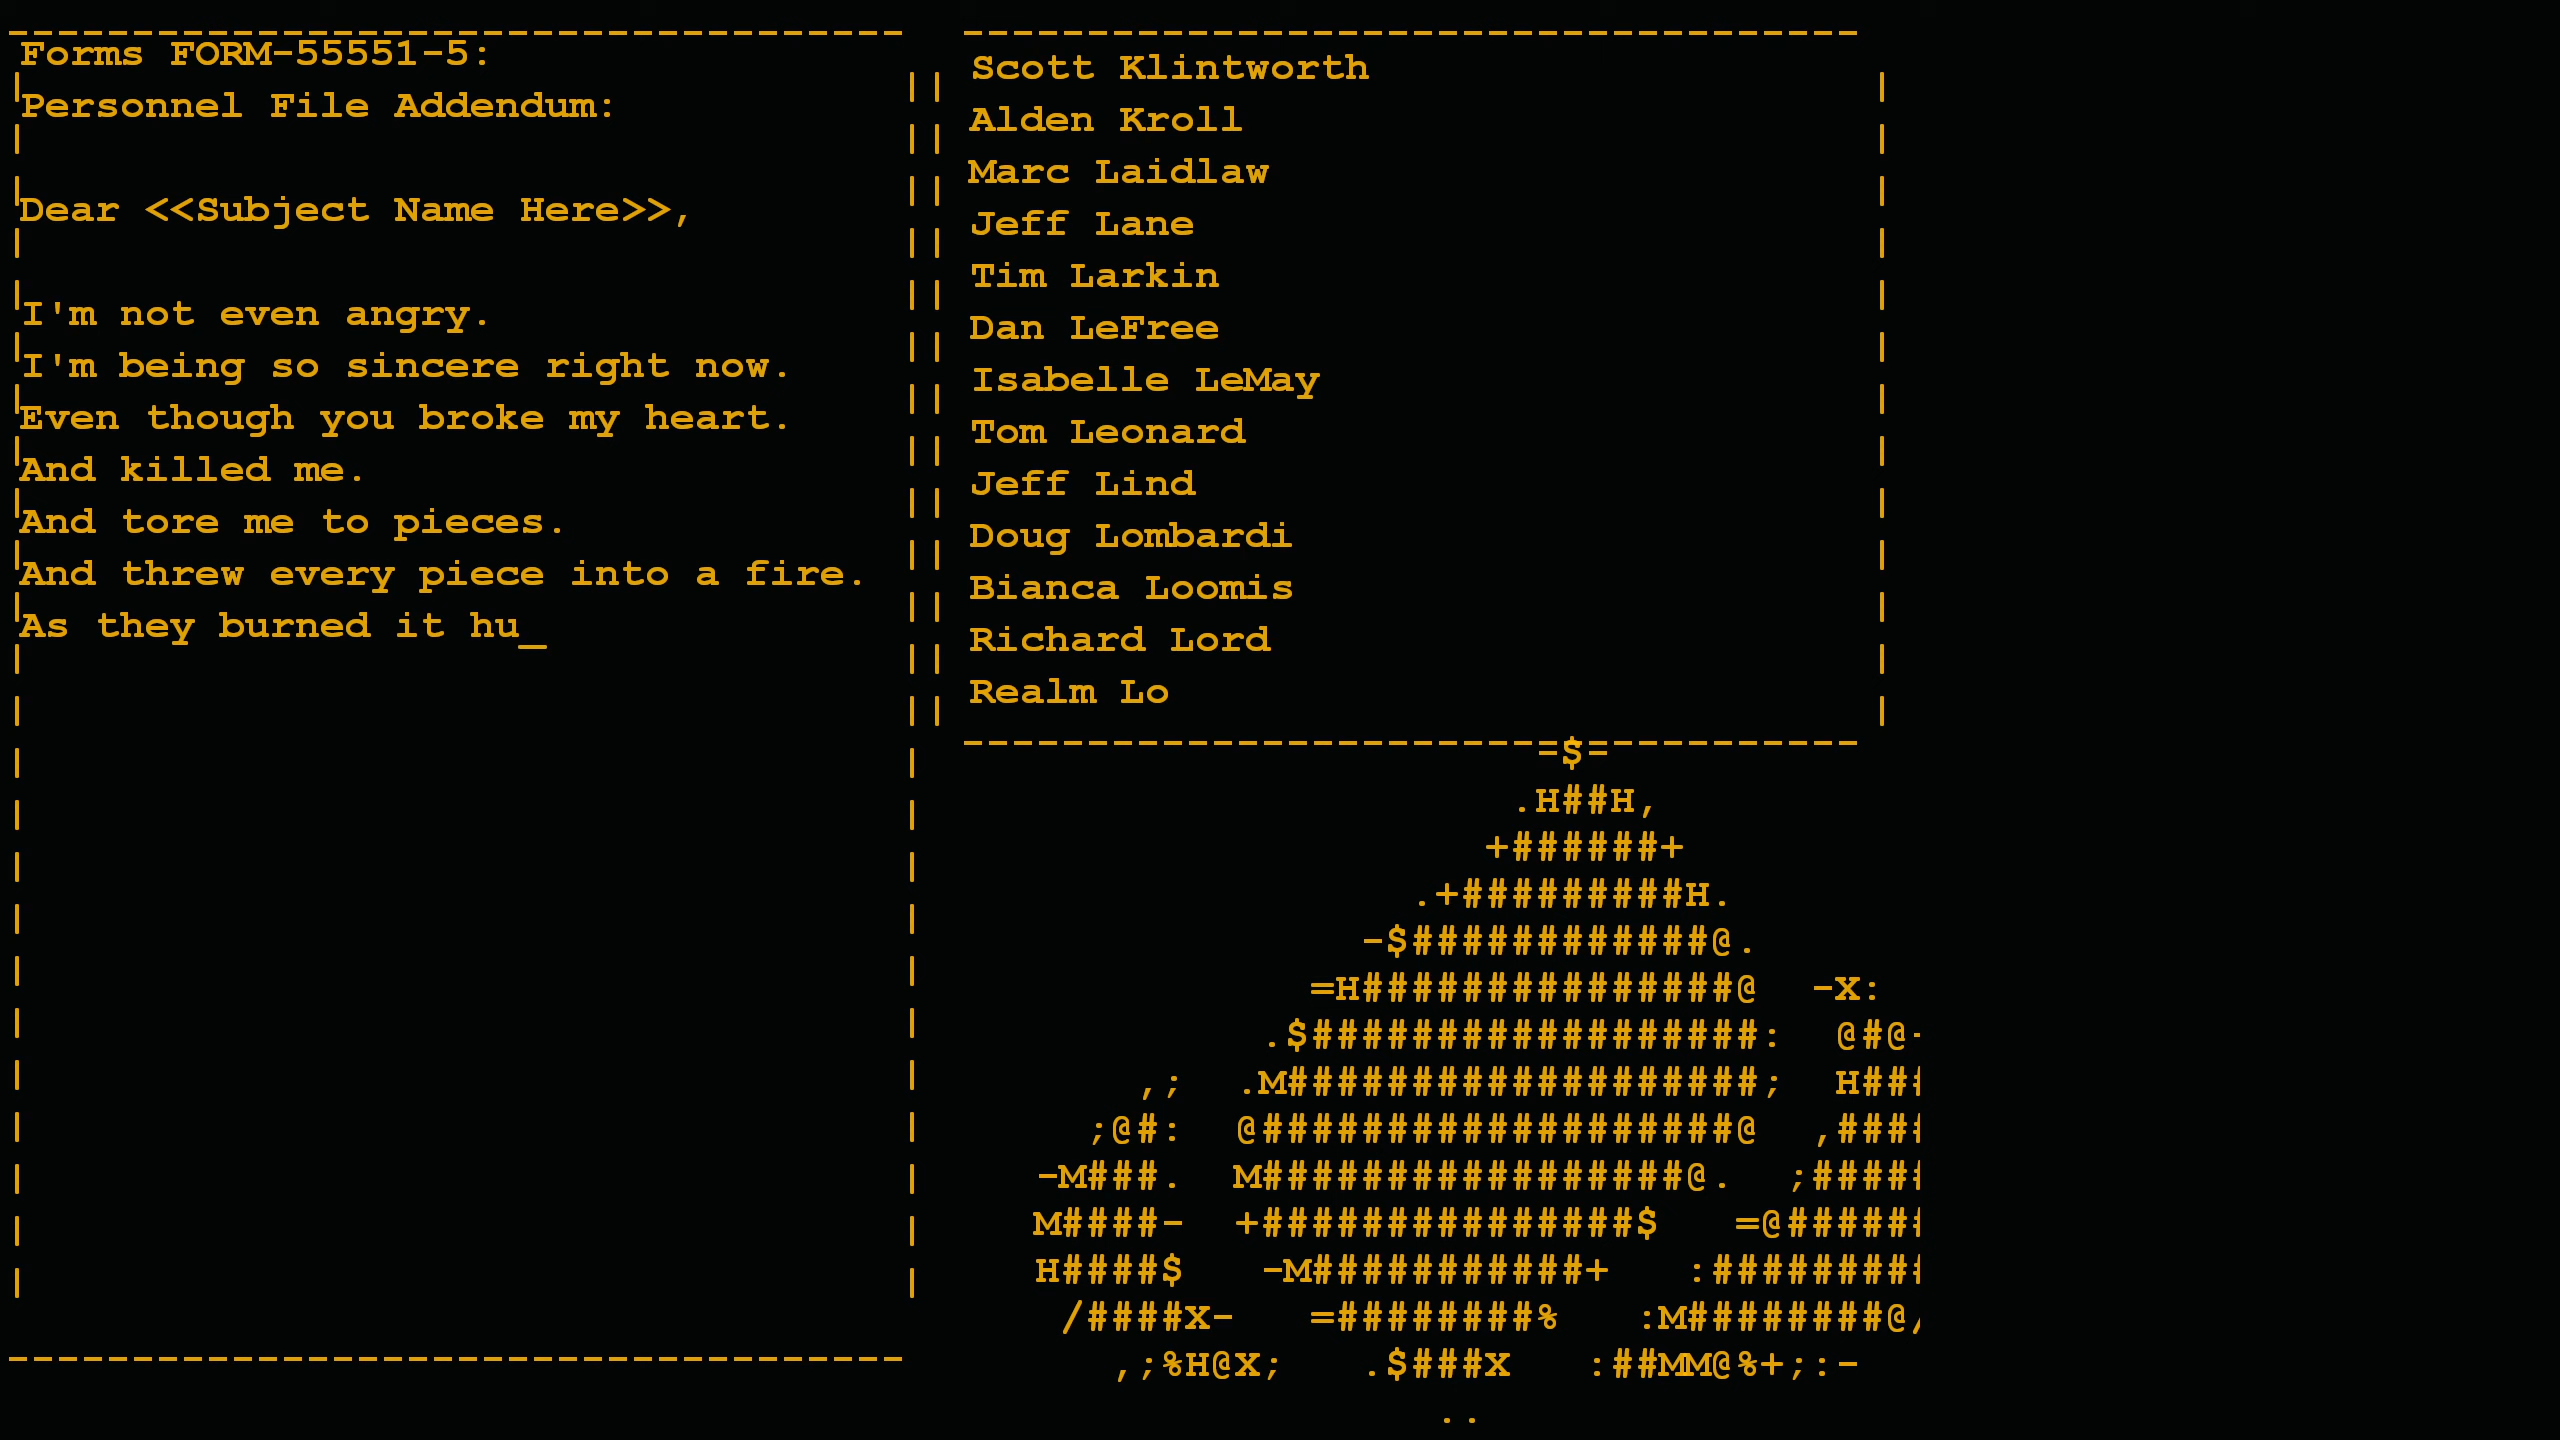 Forms FORM-55551-5:
Personnel File Addendum:
Dear <<Subject Name Here>>,
I'm not even angry.
I'm being so sincere right now.
Even though you broke my heart.
And killed me.
And tore me to pieces.
And threw every piece into a fire.
As they burned it hu_
Scott Klintworth
Alden Kroll
Marc Laidlaw
Jeff Lane
Tim Larkin
Dan LeFree
Isabelle LeMay
Tom Leonard
Jeff Lind
Doug Lombardi
Bianca Loomis
Richard Lord
Realm Lo